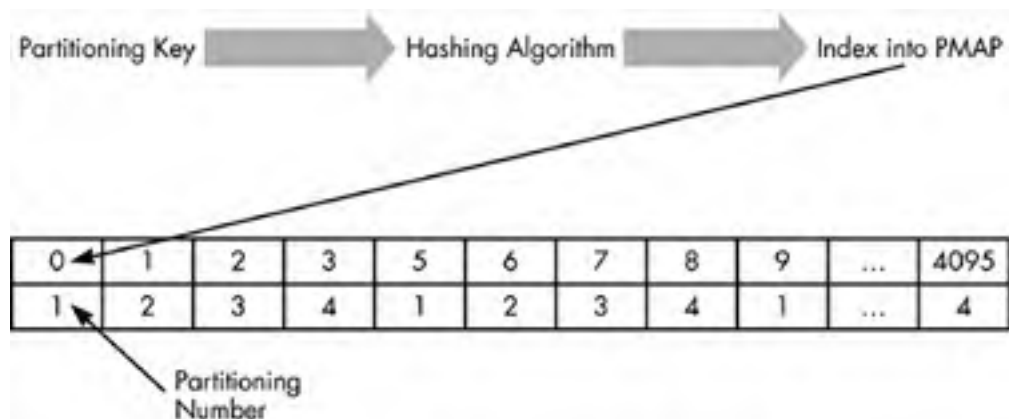 Partitioning Key Hashing Algorithm Index into PMAP
0 1 2 3 5 6 7 8 9 ... 4095
1 2 3 4 1 2 3 4 1 ... 4
Partitioning
Number